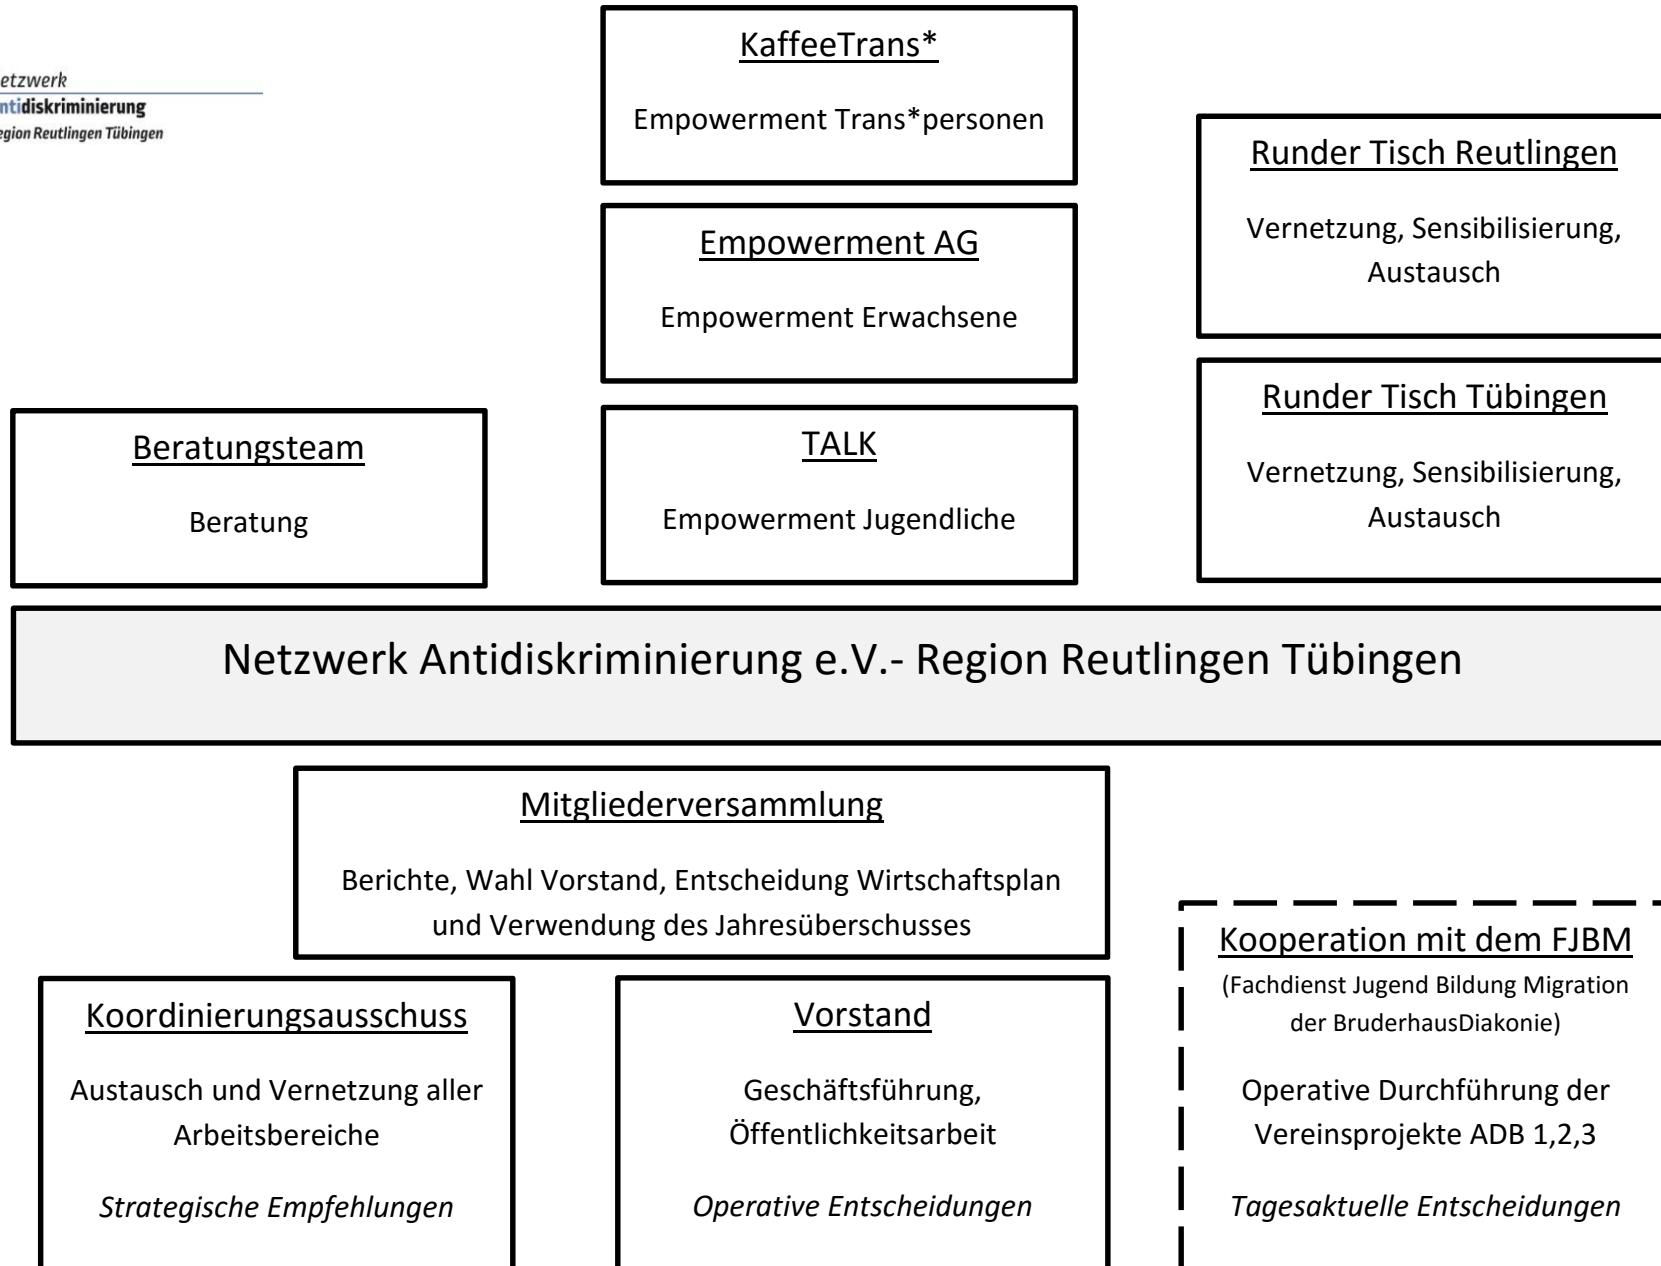 etzwerk
ntidiskriminierung
egion Reutlingen Tübingen
KaffeeTrans*
Empowerment Trans*personen
Empowerment AG
Empowerment Erwachsene
TALK
Empowerment Jugendliche
Runder Tisch Reutlingen
Vernetzung, Sensibilisierung,
Austausch
Runder Tisch Tübingen
Vernetzung, Sensibilisierung,
Austausch
Beratungsteam
Beratung
Netzwerk Antidiskriminierung e.V.- Region Reutlingen Tübingen
Mitgliederversammlung
Berichte, Wahl Vorstand, Entscheidung Wirtschaftsplan
und Verwendung des Jahresüberschusses
Koordinierungsausschuss
Austausch und Vernetzung aller
Arbeitsbereiche
Strategische Empfehlungen
Vorstand
Geschäftsführung,
Öffentlichkeitsarbeit
Operative Entscheidungen
Kooperation mit dem FJBM
(Fachdienst Jugend Bildung Migration
der BruderhausDiakonie)
Operative Durchführung der
Vereinsprojekte ADB 1,2,3
Tagesaktuelle Entscheidungen